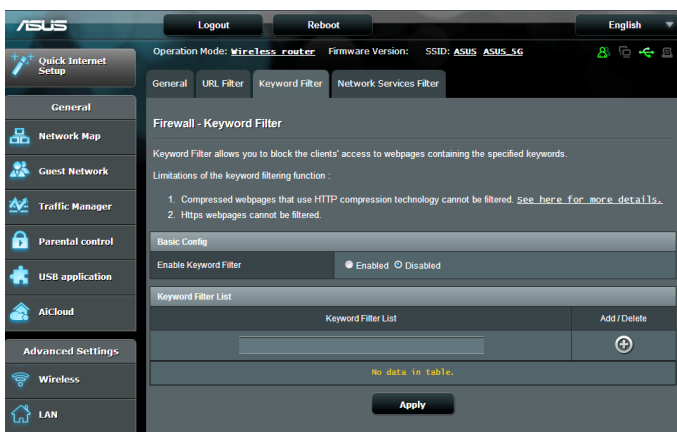 ASUS
Logout
Reboot
English
Quick Internet
Setup
Operation Mode: Wireless router Firmware Version: SSID: ASUS ASUS_5G
General
URL Filter
Keyword Filter
Network Services Filter
General
Network Map
Guest Network
Traffic Manager
Parental control
USB application
AiCloud
Advanced Settings
Wireless
LAN
Firewall - Keyword Filter
Keyword Filter allows you to block the clients' access to webpages containing the specified keywords.
Limitations of the keyword filtering function :
1. Compressed webpages that use HTTP compression technology cannot be filtered. See here for more details.
2. Https webpages cannot be filtered.
Basic Config
Enable Keyword Filter
Enabled Disabled
Keyword Filter List
Keyword Filter List
Add / Delete
No data in table.
Apply